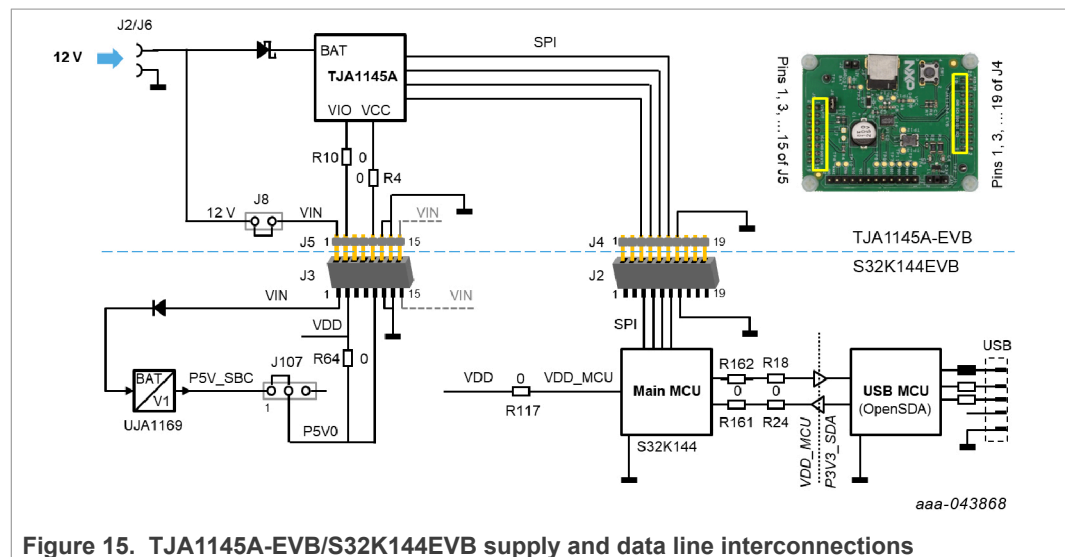 J2/J6
12 V
BAT
TJA1145A
VIO VCC
SPI
NXP
Pins 1, 3, ...15 of J5
Pins 1, 3, ...19 of J4
R10 0
0 R4
J8
12 V
VIN
VIN
J5 1 15
J4 1 19
TJA1145A-EVB
S32K144EVB
J3
1 15
J2
1 19
VIN
VIN
VDD
R64 0
SPI
J107
1
P5V_SBC
BAT
V1
UJA1169
P5V0
VDD 0 VDD_MCU
R117
Main MCU
S32K144
R162 R18
0 0
R161 R24
VDD_MCU
P3V3_SDA
USB MCU
(OpenSDA)
USB
aaa-043868
Figure 15. TJA1145A-EVB/S32K144EVB supply and data line interconnections